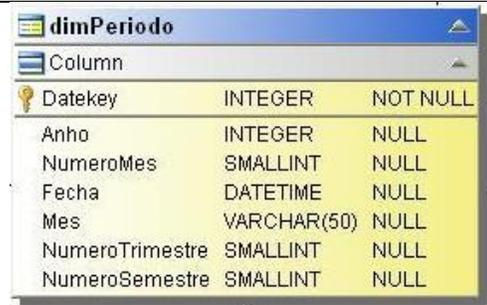 dimPeriodo
Column
Datekey INTEGER NOT NULL
Anho INTEGER NULL
NumeroMes SMALLINT NULL
Fecha DATETIME NULL
Mes VARCHAR(50) NULL
NumeroTrimestre SMALLINT NULL
NumeroSemestre SMALLINT NULL